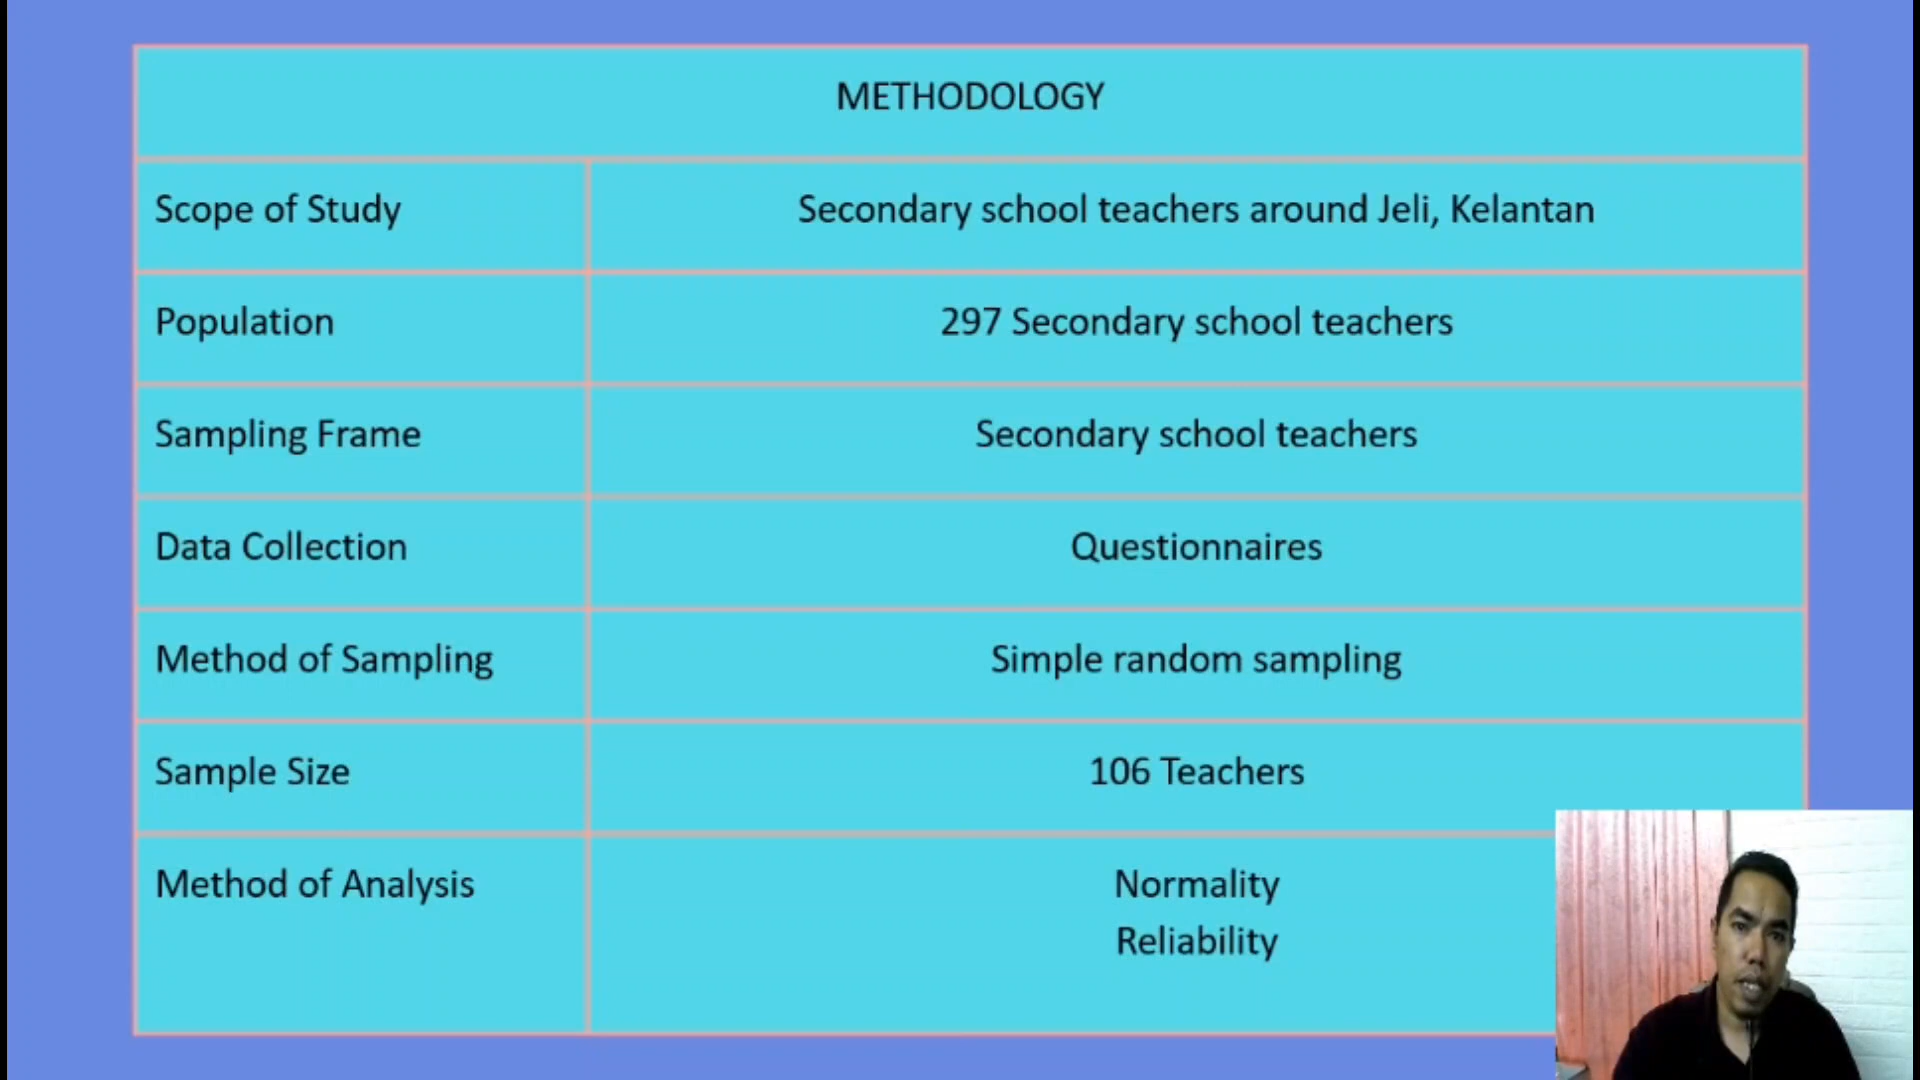 METHODOLOGY
Scope of Study
Secondary school teachers around Jeli, Kelantan
Population
297 Secondary school teachers
Sampling Frame
Secondary school teachers
Data Collection
Questionnaires
Method of Sampling
Simple random sampling
Sample Size
106 Teachers
Method of Analysis
Normality
Reliability